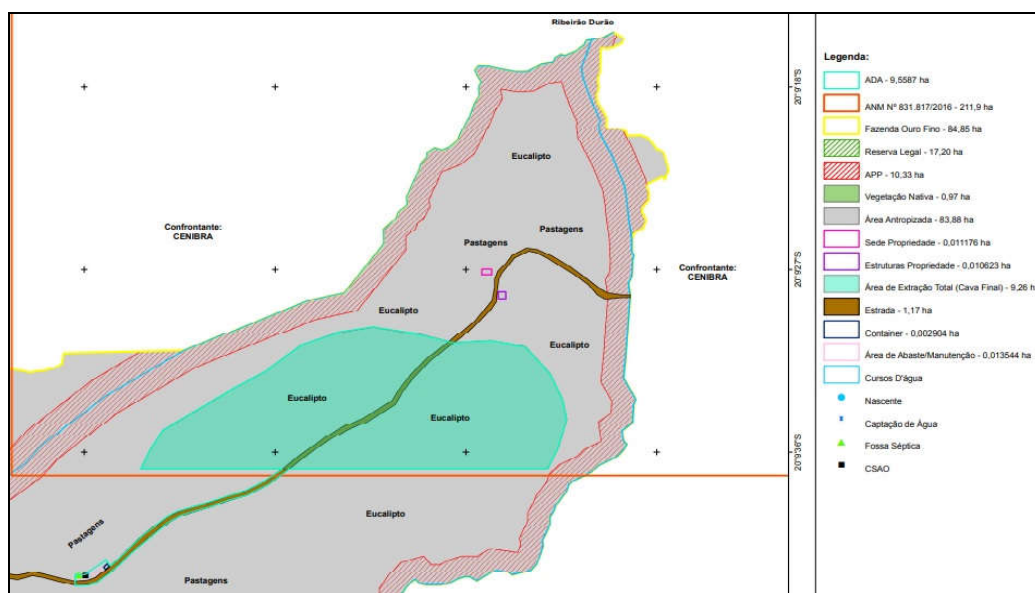 Ribeirão Durão
20°9'18"S
Eucalipto
Confrontante:
CENIBRA
Pastagens
Pastagens
20°9'27"S
Confrontante:
CENIBRA
Eucalipto
Eucalipto
Eucalipto
Eucalipto
20°9'36"S
Eucalipto
Pastagens
Pastagens
Legenda:
ADA - 9,5587 ha
ANM Nº 831.817/2016 - 211,9 ha
Fazenda Ouro Fino - 84,85 ha
Reserva Legal - 17,20 ha
APP - 10,33 ha
Vegetação Nativa - 0,97 ha
Área Antropizada - 83,88 ha
Sede Propriedade - 0,011176 ha
Estruturas Propriedade - 0,010623 ha
Área de Extração Total (Cava Final) - 9,26 h
Estrada - 1,17 ha
Container - 0,002904 ha
Área de Abaste/Manutenção - 0,013544 ha
Cursos D'água
Nascente
Captação de Água
Fossa Séptica
CSAO